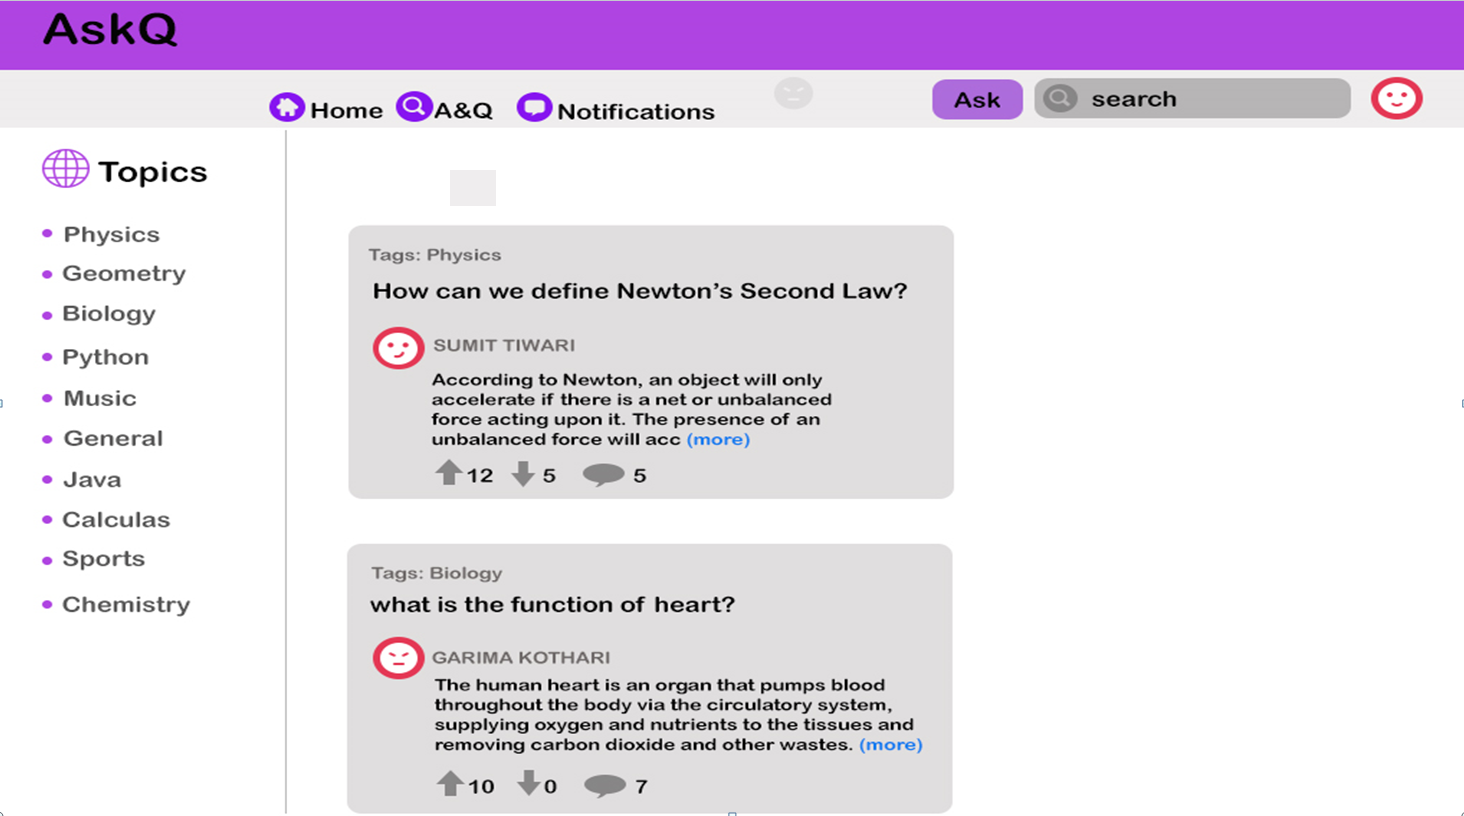 AskQ
Home A&Q Notifications Ask search
Topics
Physics
Geometry
Biology
Python
Music
General
Java
Calculas
Sports
Chemistry
Tags: Physics
How can we define Newton’s Second Law?
SUMIT TIWARI
According to Newton, an object will only
accelerate if there is a net or unbalanced
force acting upon it. The presence of an
unbalanced force will acc (more)
12 5 5
Tags: Biology
what is the function of heart?
GARIMA KOTHARI
The human heart is an organ that pumps blood
throughout the body via the circulatory system,
supplying oxygen and nutrients to the tissues and
removing carbon dioxide and other wastes. (more)
10 0 7